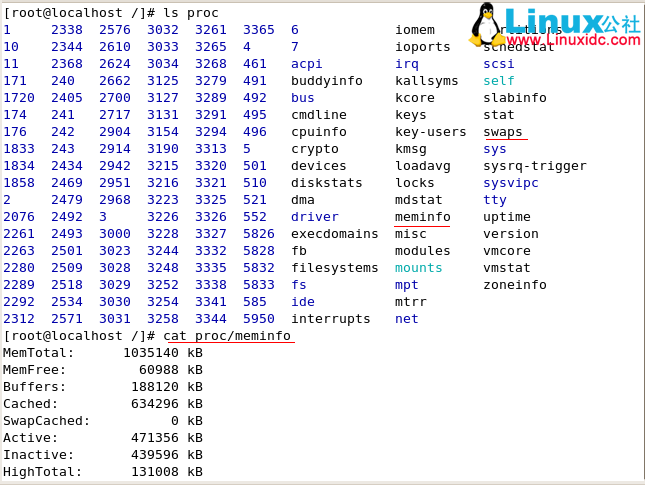 [root@localhost /]# ls proc
1     2338  2576  3032  3261  3365  6            iomem      partitions
10    2344  2610  3033  3265  4     7            ioports    schedstat
11    2368  2624  3034  3268  461   acpi         irq        scsi
171   240   2662  3125  3279  491   buddyinfo    kallsyms   self
1720  2405  2700  3127  3289  492   bus          kcore      slabinfo
174   241   2717  3131  3291  495   cmdline      keys       stat
176   242   2904  3154  3294  496   cpuinfo      key-users  swaps
1833  243   2914  3190  3313  5     crypto       kmsg       sys
1834  2434  2942  3215  3320  501   devices      loadavg    sysrq-trigger
1858  2469  2951  3216  3321  510   diskstats    locks      sysvipc
2     2479  2968  3223  3325  521   dma          mdstat     tty
2076  2492  3     3226  3326  552   driver       meminfo    uptime
2261  2493  3000  3228  3327  5826  execdomains  misc       version
2263  2501  3023  3244  3332  5828  fb           modules    vmcore
2280  2509  3028  3248  3335  5832  filesystems  mounts     vmstat
2289  2518  3029  3252  3338  5833  fs           mpt        zoneinfo
2292  2534  3030  3254  3341  585   ide          mtrr
2312  2571  3031  3258  3344  5950  interrupts   net
[root@localhost /]# cat proc/meminfo
MemTotal:      1035140 kB
MemFree:         60988 kB
Buffers:        188120 kB
Cached:         634296 kB
SwapCached:          0 kB
Active:         471356 kB
Inactive:       439596 kB
HighTotal:      131008 kB
Linux公社
www.Linuxidc.com